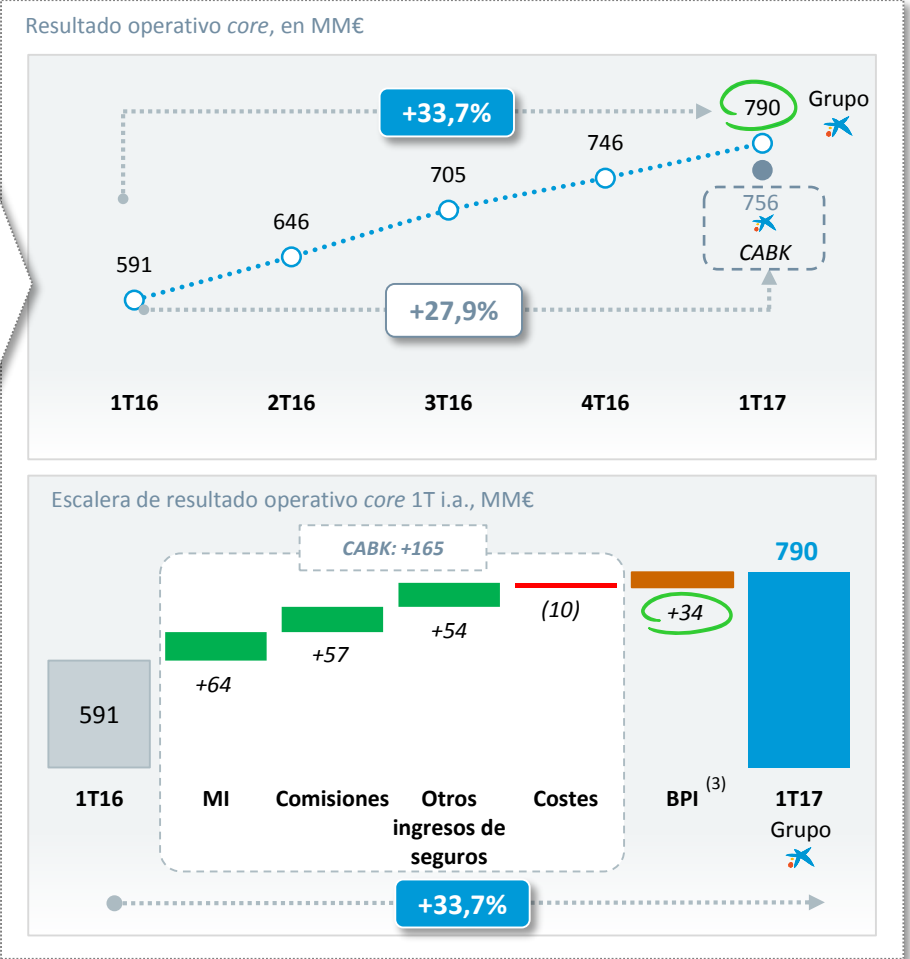 Resultado operativo core, en MM€
+33,7%
790
Grupo
746
705
646
591
756
CABK
+27,9%
1T16
2T16
3T16
4T16
1T17
Escalera de resultado operativo core 1T i.a., MM€
CABK: +165
790
591
+64
+57
+54
(10)
+34
1T16
MI
Comisiones
Otros
ingresos de
seguros
Costes
BPI (3)
1T17
Grupo
+33,7%